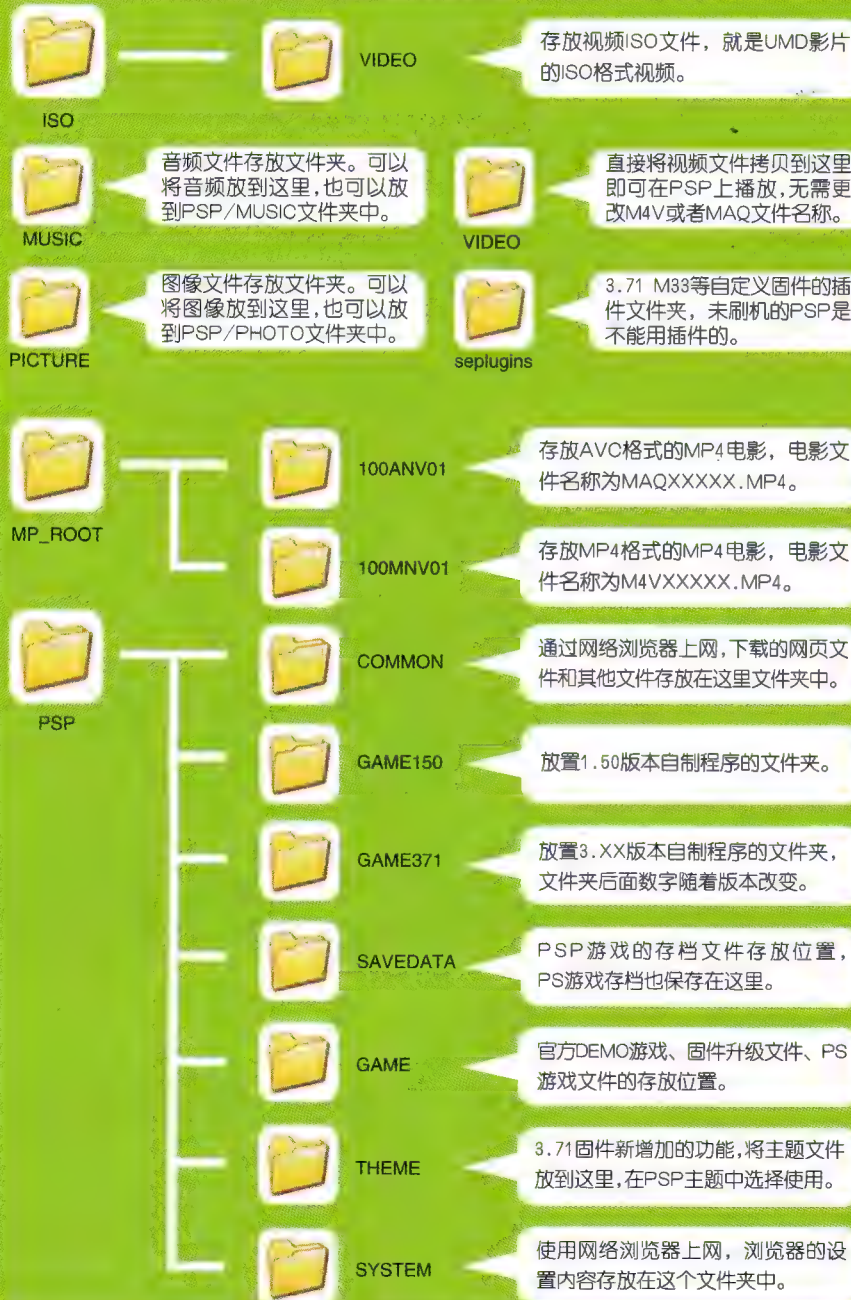 VIDEO
存放视频ISO文件，就是UMD影片
的ISO格式视频。
ISO
音频文件存放文件夹。可以
将音频放到这里,也可以放
到PSP/MUSIC文件夹中。
MUSIC
直接将视频文件拷贝到这里
即可在PSP上播放,无需更
改M4V或者MAQ文件名称。
VIDEO
图像文件存放文件夹。可以
将图像放到这里,也可以放
到PSP/PHOTO文件夹中。
PICTURE
3.71 M33等自定义固件的插
件文件夹，未刷机的PSP是
不能用插件的。
seplugins
MP_ROOT
100ANV01
存放AVC格式的MP4电影，电影文
件名称为MAQXXXXX.MP4。
100MNV01
存放MP4格式的MP4电影，电影文
件名称为M4VXXXXX.MP4。
PSP
COMMON
通过网络浏览器上网,下载的网页文
件和其他文件存放在这里文件夹中。
GAME150
放置1.50版本自制程序的文件夹。
GAME371
放置3.XX版本自制程序的文件夹，
文件夹后面数字随着版本改变。
SAVEDATA
PSP游戏的存档文件存放位置，
PS游戏存档也保存在这里。
GAME
官方DEMO游戏、固件升级文件、PS
游戏文件的存放位置。
THEME
3.71固件新增加的功能,将主题文件
放到这里,在PSP主题中选择使用。
SYSTEM
使用网络浏览器上网，浏览器的设
置内容存放在这个文件夹中。